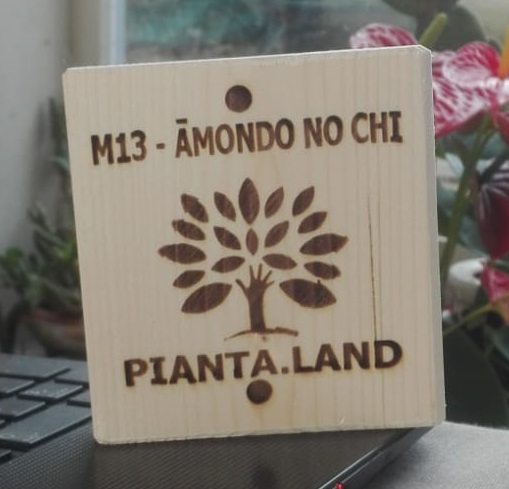 M13 - ĀMONDO NO CHI
PIANTA.LAND